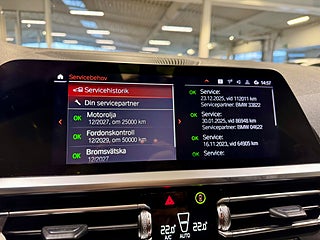 Servicebehov
14:57
Servicehistorik
Din servicepartner
OK Motorolja
12/2027, om 25000 km
OK Fordonskontroll
12/2029, om 50000 km
OK Bromsvätska
12/2027
OK Service:
23.12.2025, vid 112011 km
Servicepartner: BMW 33822
OK Service:
30.01.2025, vid 86948 km
Servicepartner: BMW 04622
OK Service:
16.11.2023, vid 64905 km
OK Service:
22.0
A/C
AUTO
22.0